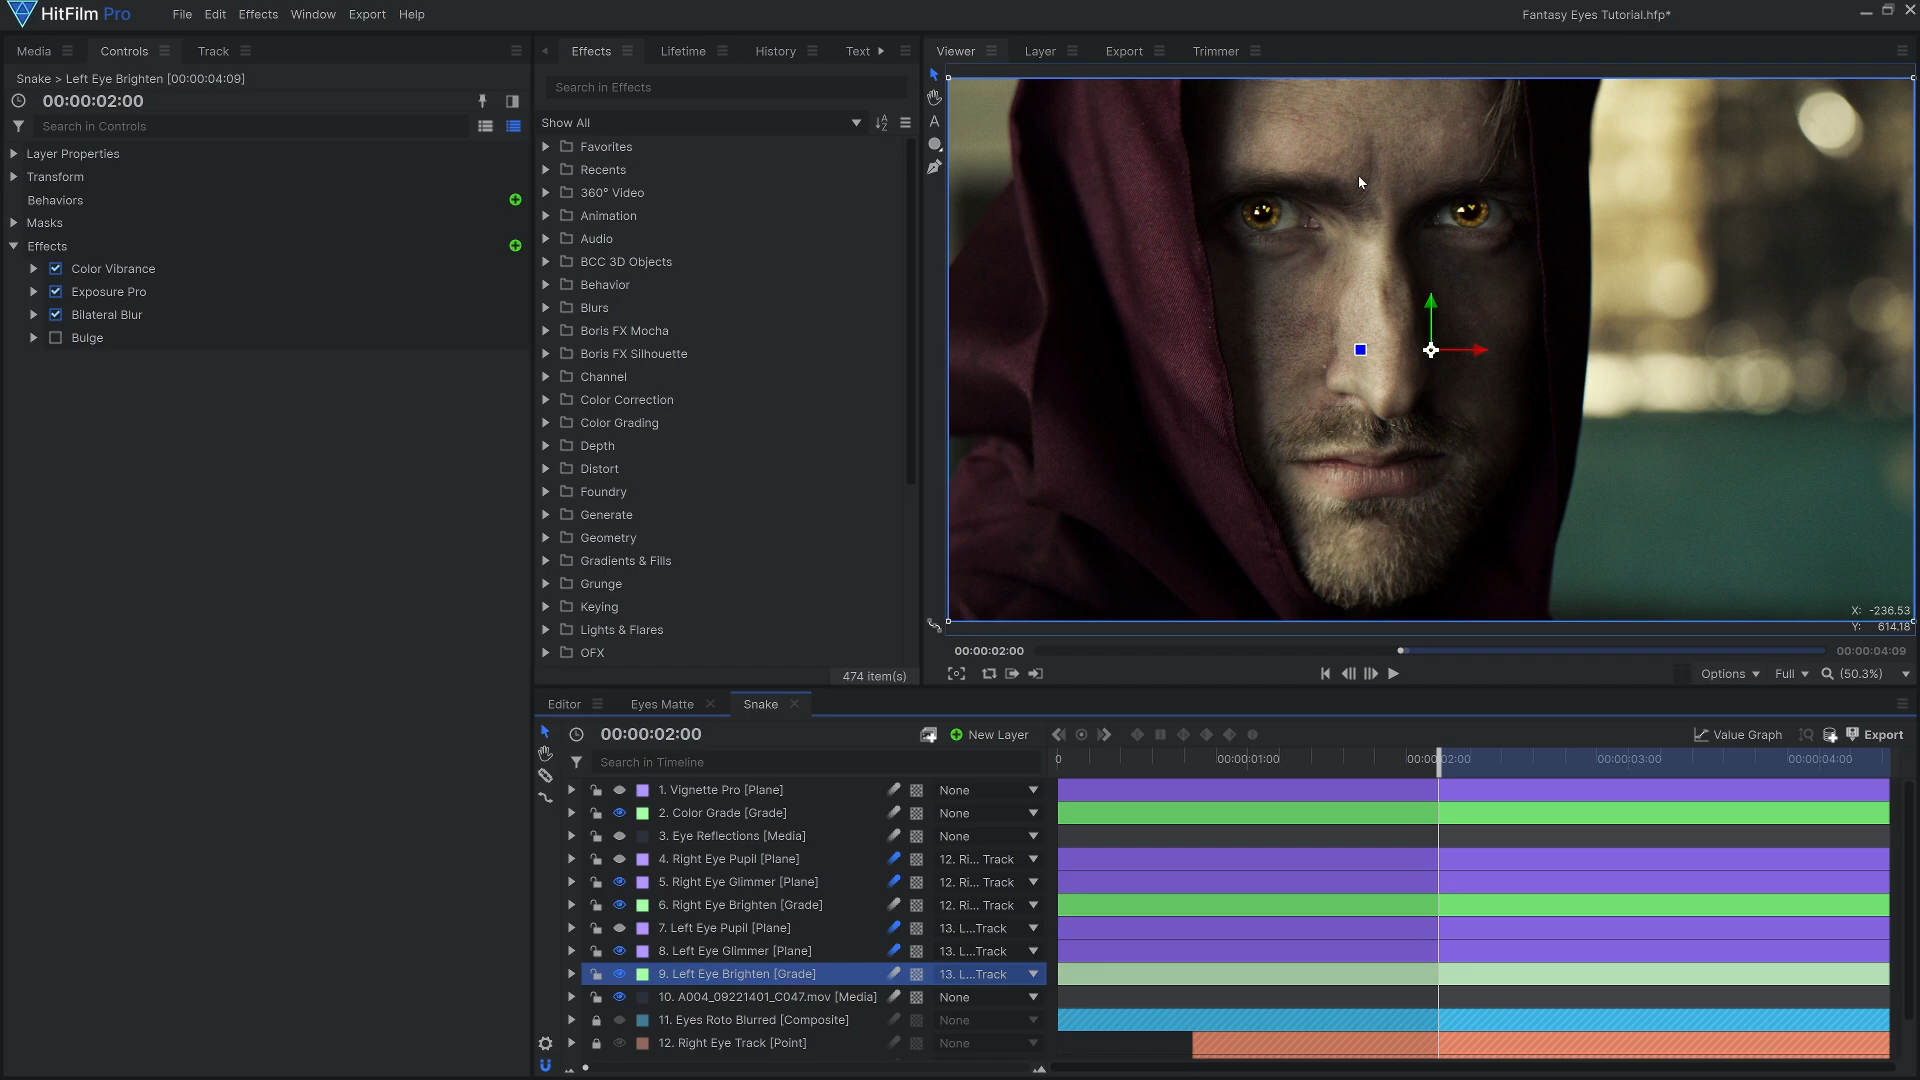 HitFilm Pro
File Edit Effects Window Export Help
Fantasy Eyes Tutorial.hfp*
Media
Controls
Track
Snake > Left Eye Brighten [00:00:04:09]
00:00:02:00
Search in Controls
Layer Properties
Transform
Behaviors
Masks
Effects
Color Vibrance
Exposure Pro
Bilateral Blur
Bulge
Effects
Lifetime
History
Text
Search in Effects
Show All
Favorites
Recents
360° Video
Animation
Audio
BCC 3D Objects
Behavior
Blurs
Boris FX Mocha
Boris FX Silhouette
Channel
Color Correction
Color Grading
Depth
Distort
Foundry
Generate
Geometry
Gradients & Fills
Grunge
Keying
Lights & Flares
OFX
474 item(s)
Viewer
Layer
Export
Trimmer
A
X: -236.53
Y: 614.18
00:00:02:00
00:00:04:09
Options
Full
(50.3%)
Editor
Eyes Matte
Snake
00:00:02:00
New Layer
Value Graph
Export
Search in Timeline
0
00:00:01:00
00:00:02:00
00:00:03:00
00:00:04:00
1. Vignette Pro [Plane] None
2. Color Grade [Grade] None
3. Eye Reflections [Media] None
4. Right Eye Pupil [Plane] 12. Ri... Track
5. Right Eye Glimmer [Plane] 12. Ri... Track
6. Right Eye Brighten [Grade] 12. Ri... Track
7. Left Eye Pupil [Plane] 13. L...Track
8. Left Eye Glimmer [Plane] 13. L...Track
9. Left Eye Brighten [Grade] 13. L...Track
10. A004_09221401_C047.mov [Media] None
11. Eyes Roto Blurred [Composite] None
12. Right Eye Track [Point] None